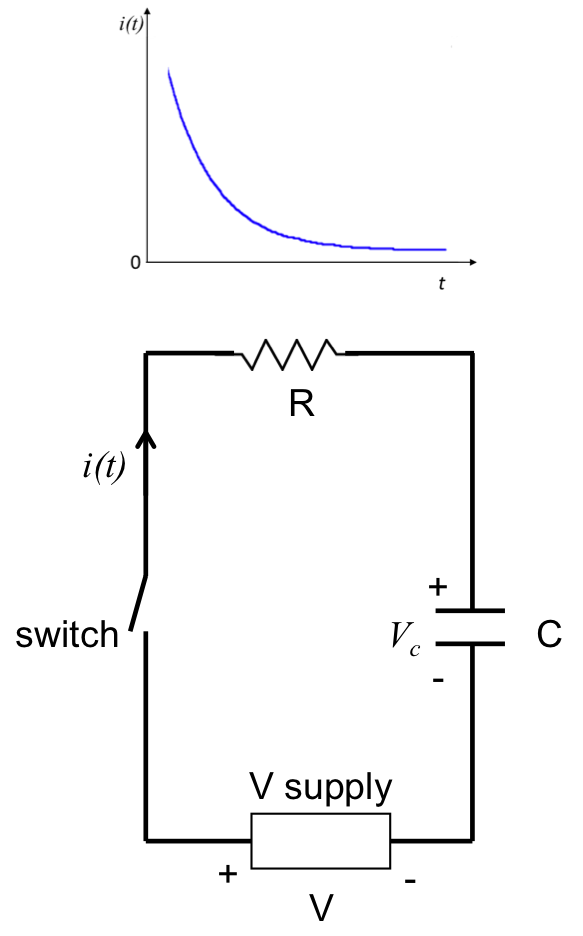 i(t)
0
t
R
i(t)
+
switch
Vc
C
-
V supply
+
-
V